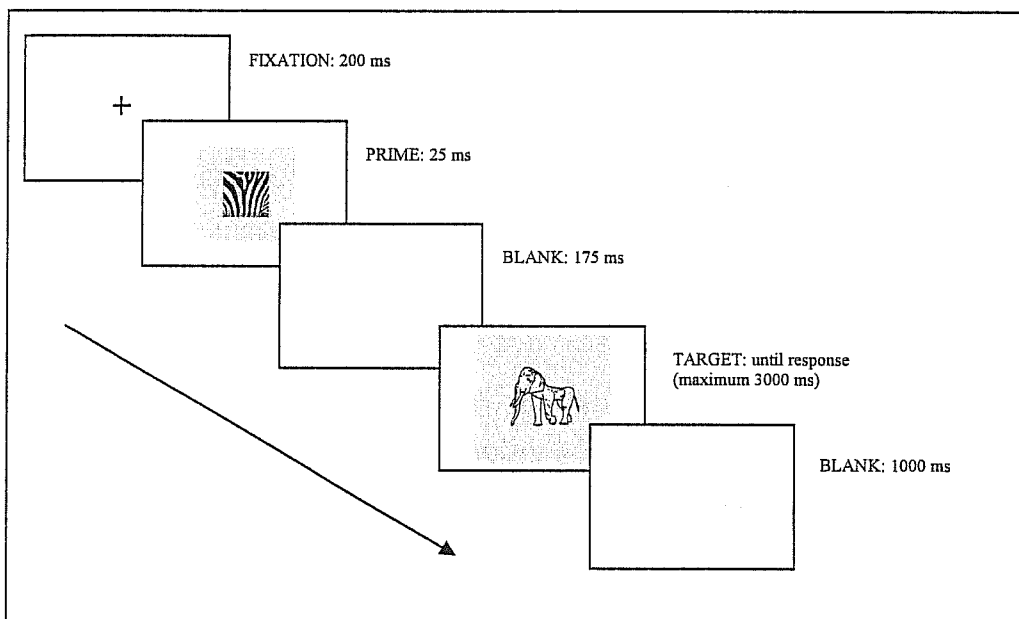 FIXATION: 200 ms
PRIME: 25 ms
BLANK: 175 ms
TARGET: until response
(maximum 3000 ms)
BLANK: 1000 ms